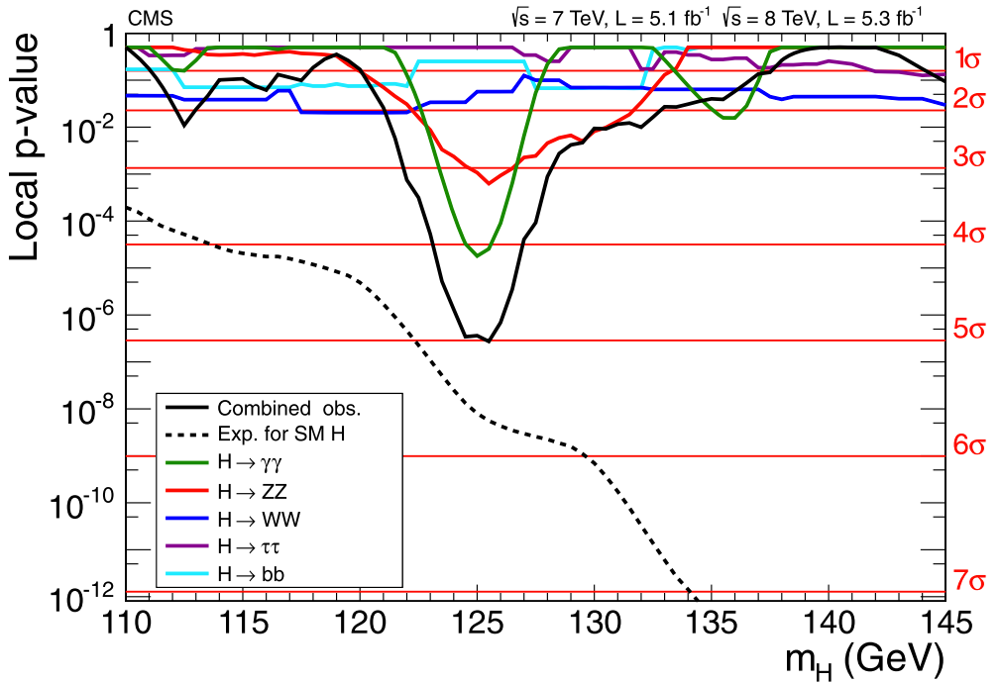 CMS √s = 7 TeV, L = 5.1 fb⁻¹ √s = 8 TeV, L = 5.3 fb⁻¹
Local p-value
1
10⁻²
10⁻⁴
10⁻⁶
10⁻⁸
10⁻¹⁰
10⁻¹²
1σ
2σ
3σ
4σ
5σ
6σ
7σ
Combined obs.
Exp. for SM H
H → γγ
H → ZZ
H → WW
H → ττ
H → bb
110 115 120 125 130 135 140 145
m_H (GeV)